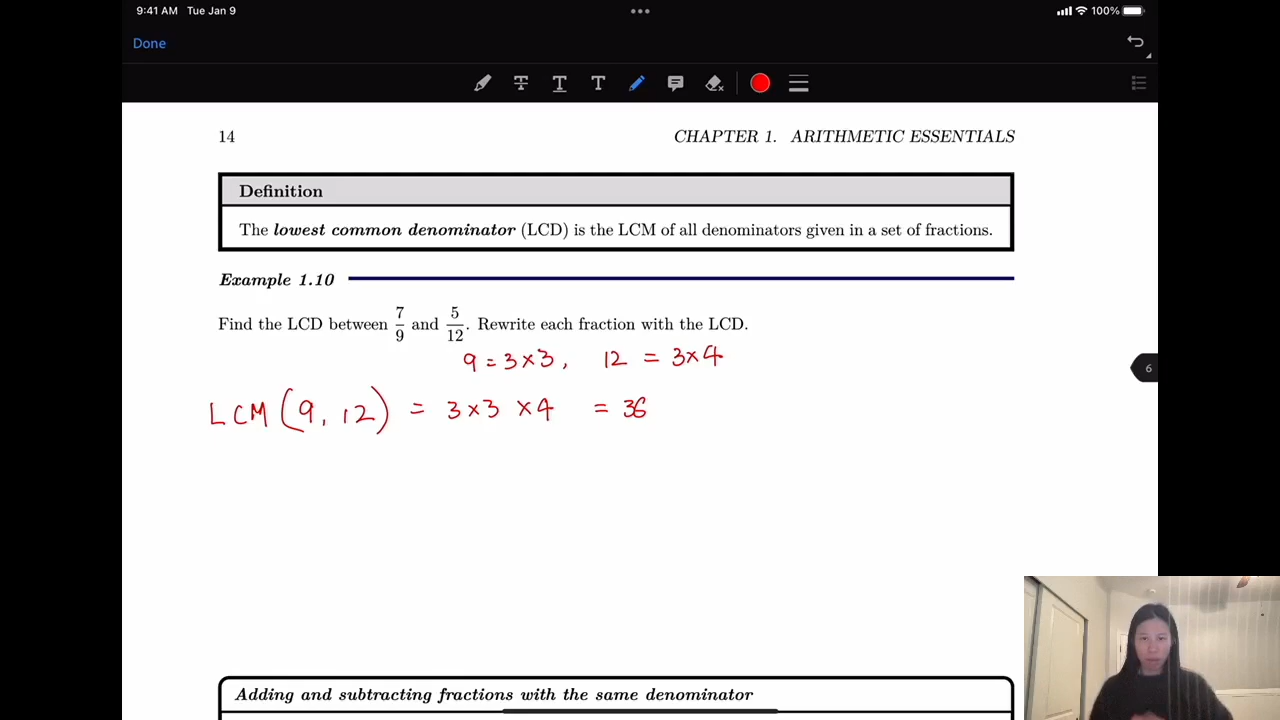 9:41 AM Tue Jan 9
100%
Done
T T T
14 CHAPTER 1. ARITHMETIC ESSENTIALS
Definition
The lowest common denominator (LCD) is the LCM of all denominators given in a set of fractions.
Example 1.10
Find the LCD between 7/9 and 5/12. Rewrite each fraction with the LCD.
9 = 3×3, 12 = 3×4
6
LCM (9, 12) = 3×3 ×4 = 36
Adding and subtracting fractions with the same denominator